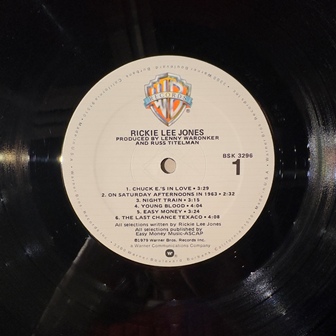 WB
RECORDS
RICKIE LEE JONES
PRODUCED BY LENNY WARONKER
AND RUSS TITELMAN
BSK 3296
1
1. CHUCK E.'S IN LOVE • 3:29
2. ON SATURDAY AFTERNOONS IN 1963 • 2:32
3. NIGHT TRAIN • 3:15
4. YOUNG BLOOD • 4:04
5. EASY MONEY • 3:24
6. THE LAST CHANCE TEXACO • 4:08
All selections written by Rickie Lee Jones
All selections published by
Easy Money Music-ASCAP
©1979 Warner Bros. Records Inc.
a Warner Communications Company